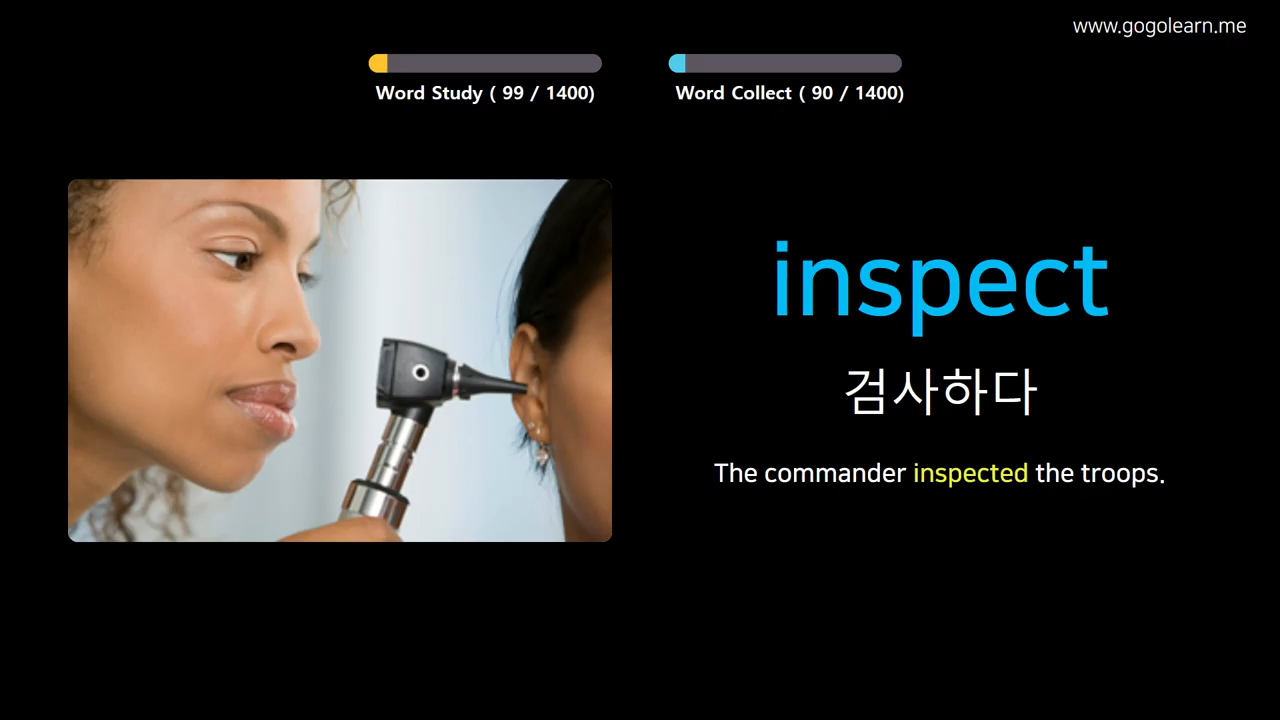 www.gogolearn.me
Word Study ( 99 / 1400)
Word Collect ( 90 / 1400)
inspect
검사하다
The commander inspected the troops.